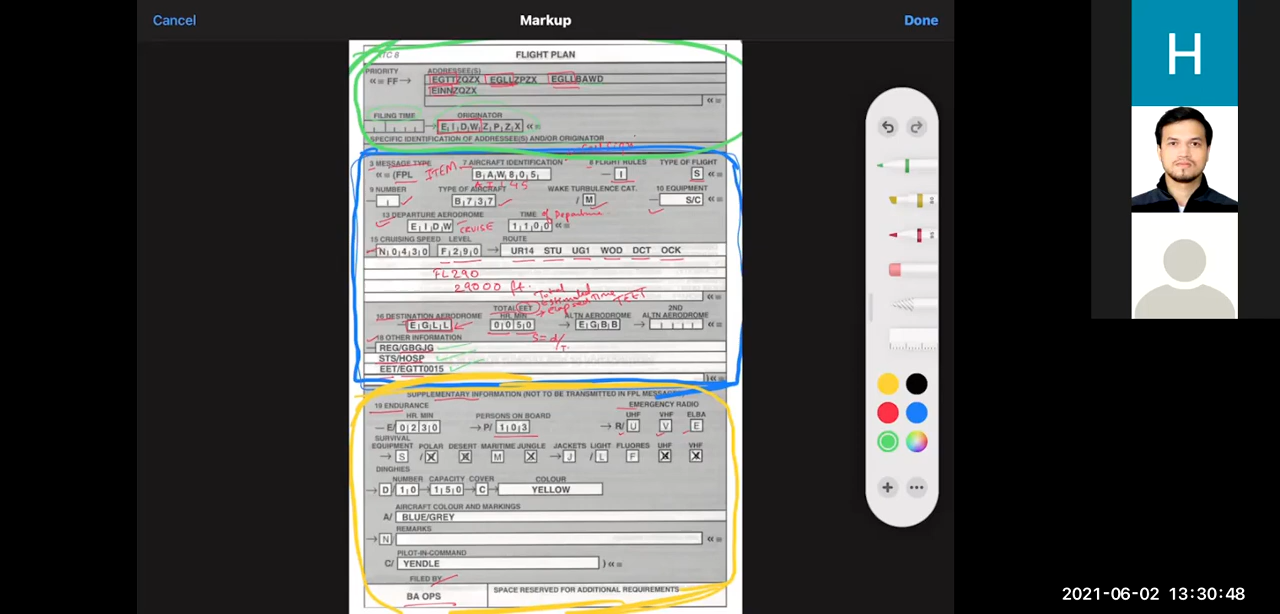 Cancel
Markup
Done
ATC 8
FLIGHT PLAN
PRIORITY
ADDRESSEE(S)
<< ≡ FF →
EGTTZQZX EGLLZPZX EGLLBAWD
EINNZQZX
<< ≡
FILING TIME
ORIGINATOR
→ EIDWZPZX << ≡
SPECIFIC IDENTIFICATION OF ADDRESSEE(S) AND/OR ORIGINATOR
3 MESSAGE TYPE
ITEM
7 AIRCRAFT IDENTIFICATION
8 FLIGHT RULES
TYPE OF FLIGHT
<< ≡ (FPL
BAW805
– I
S << ≡
9 NUMBER
TYPE OF AIRCRAFT
WAKE TURBULENCE CAT.
10 EQUIPMENT
B737
/ M
S/C << ≡
13 DEPARTURE AERODROME
TIME
of Departure
EIDW
CRUISE
1100 << ≡
15 CRUISING SPEED
LEVEL
ROUTE
N0430 F290 → UR14 STU UG1 WOD DCT OCK
FL290
29000 ft.
<< ≡
Total
Estimated
Elapsed Time
TEET
16 DESTINATION AERODROME
TOTAL EET
HR. MIN
ALTN AERODROME
2ND
ALTN AERODROME
EGLL
0050
→ EGBB →
<< ≡
18 OTHER INFORMATION
S=d/T.
REG/GBGJG
STS/HOSP
EET/EGTT0015
) << ≡
SUPPLEMENTARY INFORMATION (NOT TO BE TRANSMITTED IN FPL MESSAGES)
19 ENDURANCE
EMERGENCY RADIO
HR. MIN
PERSONS ON BOARD
UHF VHF ELBA
– E/ 0230 → P/ 103 → R/ U V E
SURVIVAL
EQUIPMENT POLAR DESERT MARITIME JUNGLE JACKETS LIGHT FLUORES UHF VHF
→ S / X X M X → J / L F X X
DINGHIES
NUMBER CAPACITY COVER COLOUR
→ D / 10 → 150 → C → YELLOW
AIRCRAFT COLOUR AND MARKINGS
A/ BLUE/GREY
REMARKS
→ N/
<< ≡
PILOT-IN-COMMAND
C/ YENDLE ) << ≡
FILED BY
BA OPS
SPACE RESERVED FOR ADDITIONAL REQUIREMENTS
H
2021-06-02 13:30:48